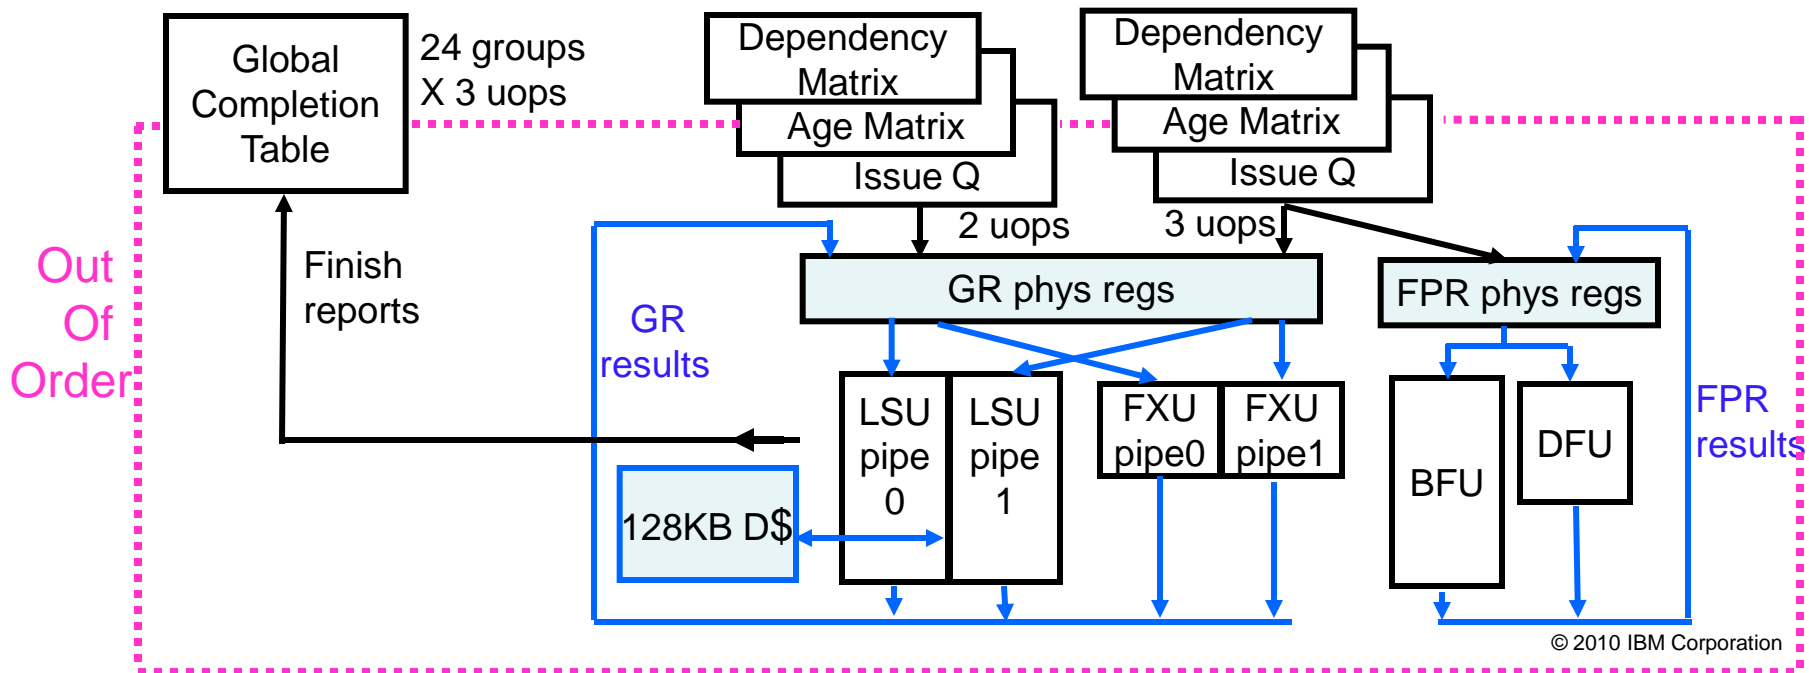 Global
Completion
Table
24 groups
X 3 uops
Dependency
Matrix
Age Matrix
Issue Q
Dependency
Matrix
Age Matrix
Issue Q
2 uops
3 uops
Out
Of
Order
Finish
reports
GR
results
GR phys regs
FPR phys regs
LSU
pipe
0
LSU
pipe
1
FXU
pipe0
FXU
pipe1
BFU
DFU
FPR
results
128KB D$
© 2010 IBM Corporation